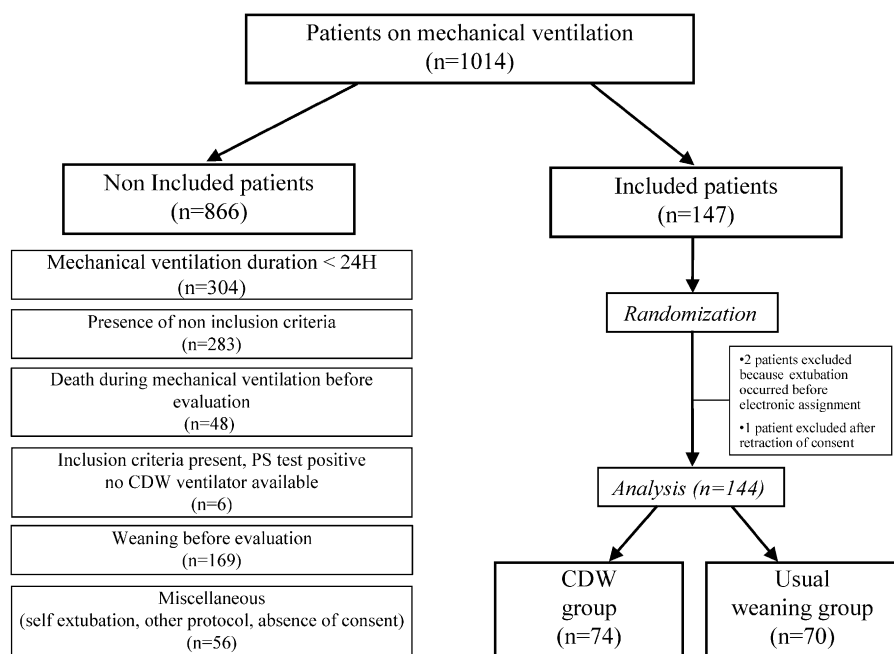 Patients on mechanical ventilation
(n=1014)
Non Included patients
(n=866)
Mechanical ventilation duration < 24H
(n=304)
Presence of non inclusion criteria
(n=283)
Death during mechanical ventilation before
evaluation
(n=48)
Inclusion criteria present, PS test positive
no CDW ventilator available
(n=6)
Weaning before evaluation
(n=169)
Miscellaneous
(self extubation, other protocol, absence of consent)
(n=56)
Included patients
(n=147)
Randomization
•2 patients excluded
because extubation
occurred before
electronic assignment
•1 patient excluded after
retraction of consent
Analysis (n=144)
CDW
group
(n=74)
Usual
weaning group
(n=70)